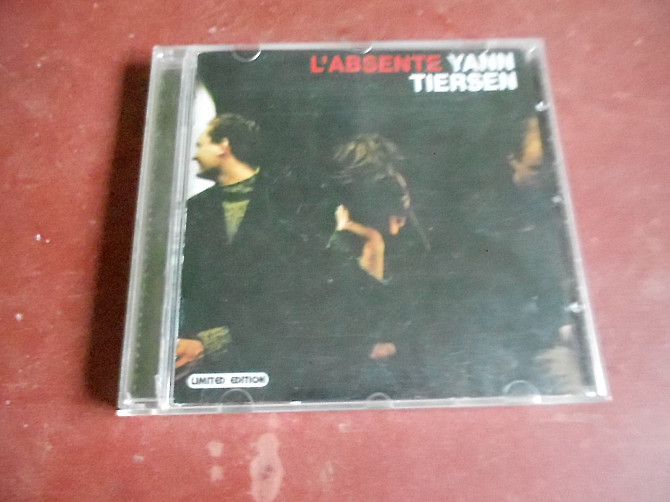 L'ABSENTE YANN
TIERSEN
LIMITED EDITION